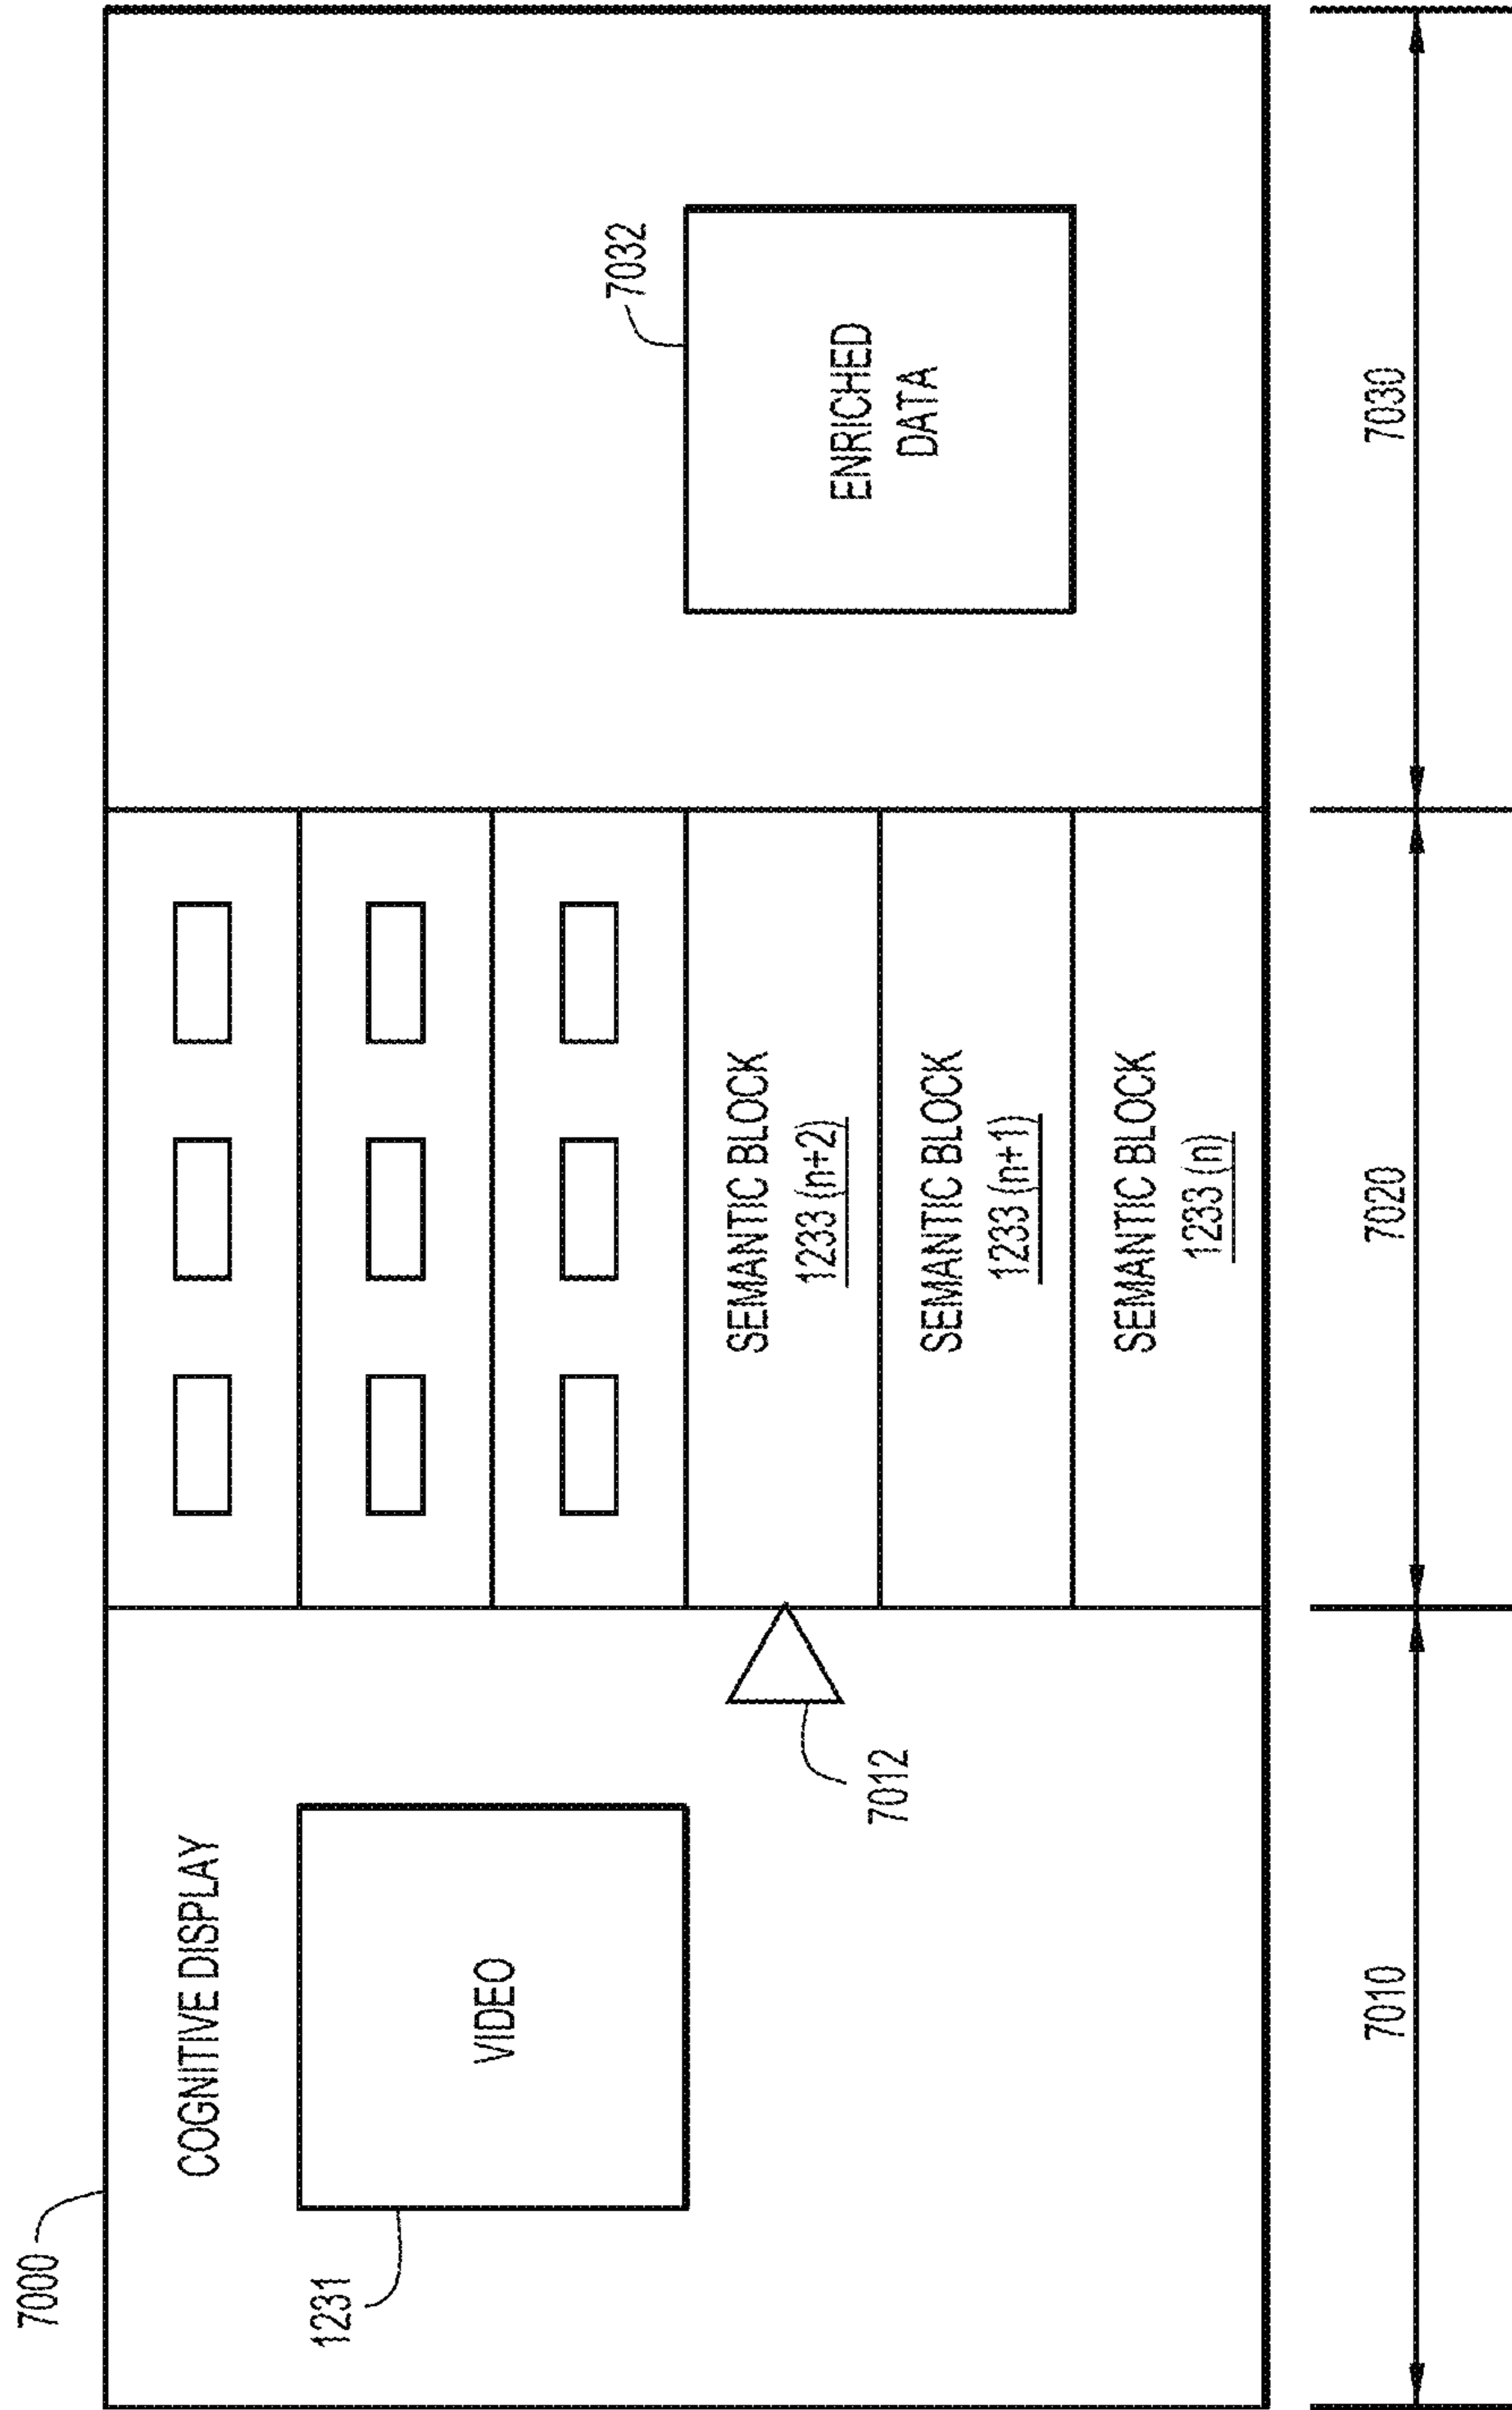 7000
COGNITIVE DISPLAY
1231
VIDEO
7012
SEMANTIC BLOCK
1233 (n+2)
SEMANTIC BLOCK
1233 (n+1)
SEMANTIC BLOCK
1233 (n)
7032
ENRICHED
DATA
7010
7020
7030